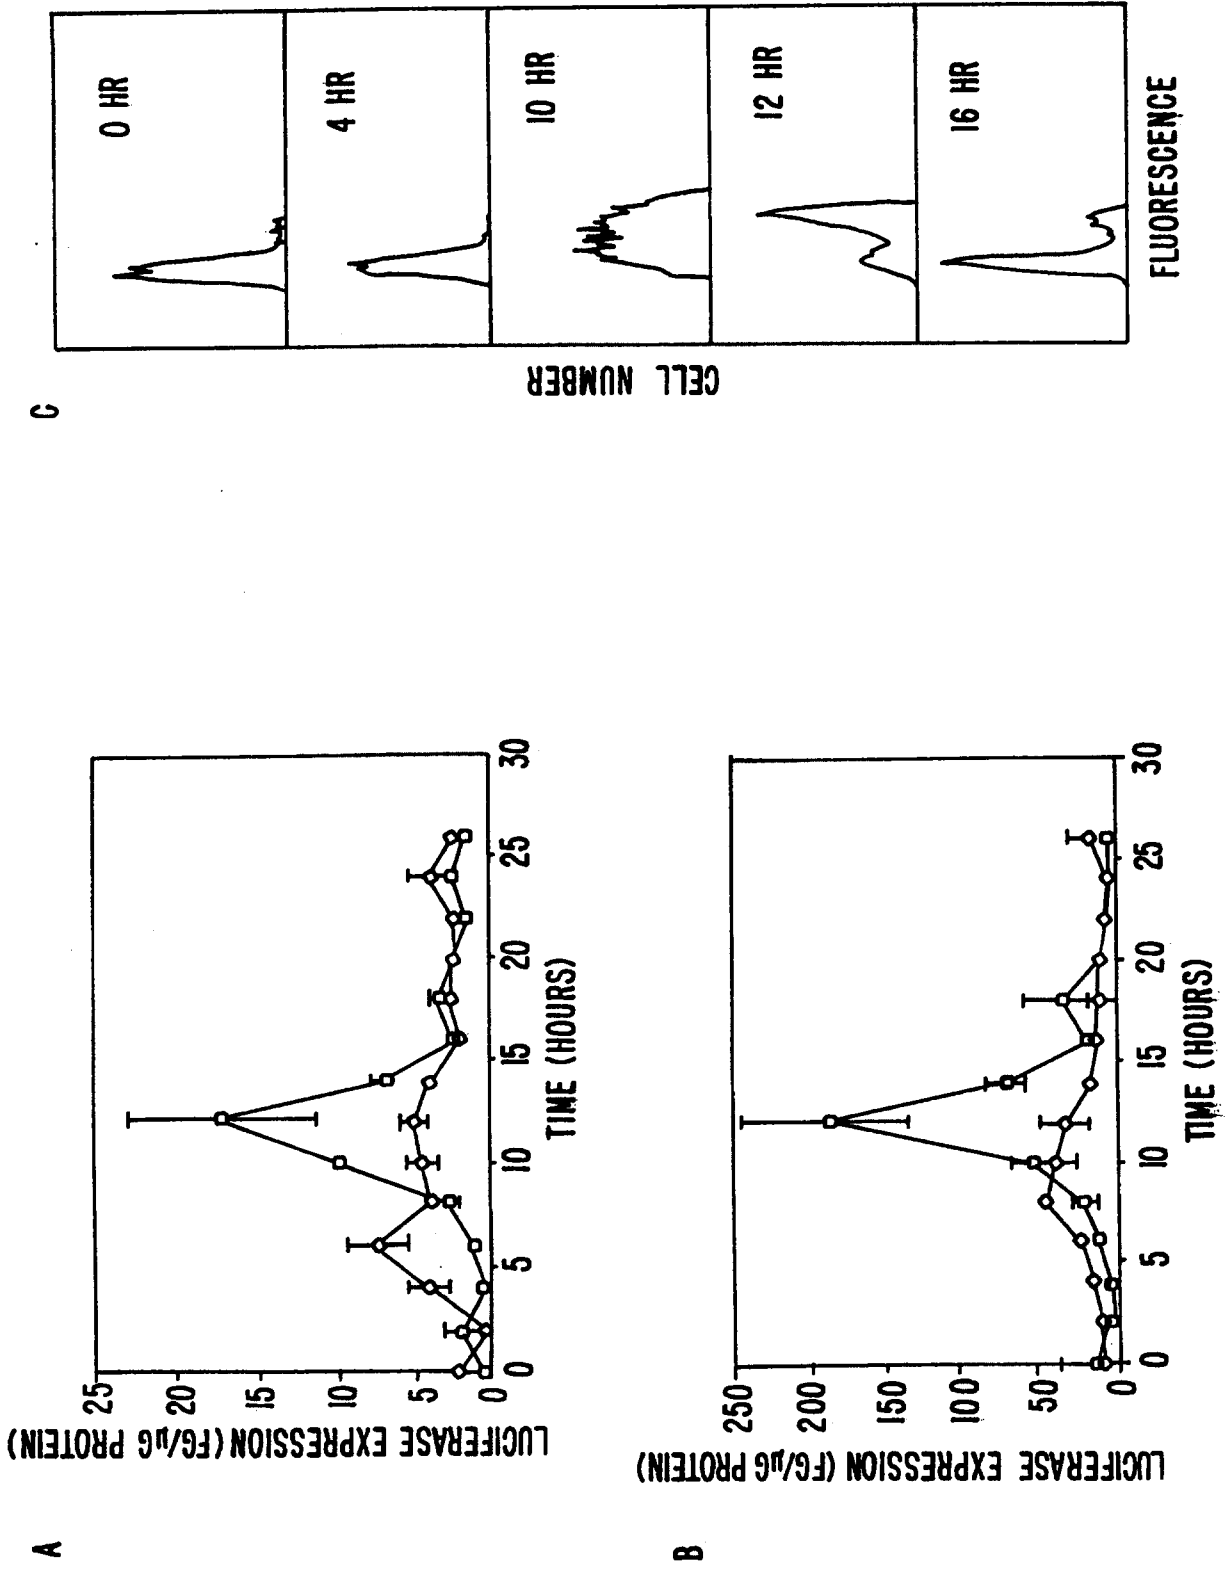 A
LUCIFERASE EXPRESSION (FG/µG PROTEIN)
25
20
15
10
5
0
0
5
10
15
20
25
30
TIME (HOURS)
B
LUCIFERASE EXPRESSION (FG/µG PROTEIN)
250
200
150
100
50
0
0
5
10
15
20
25
30
TIME (HOURS)
C
CELL NUMBER
0 HR
4 HR
10 HR
12 HR
16 HR
FLUORESCENCE